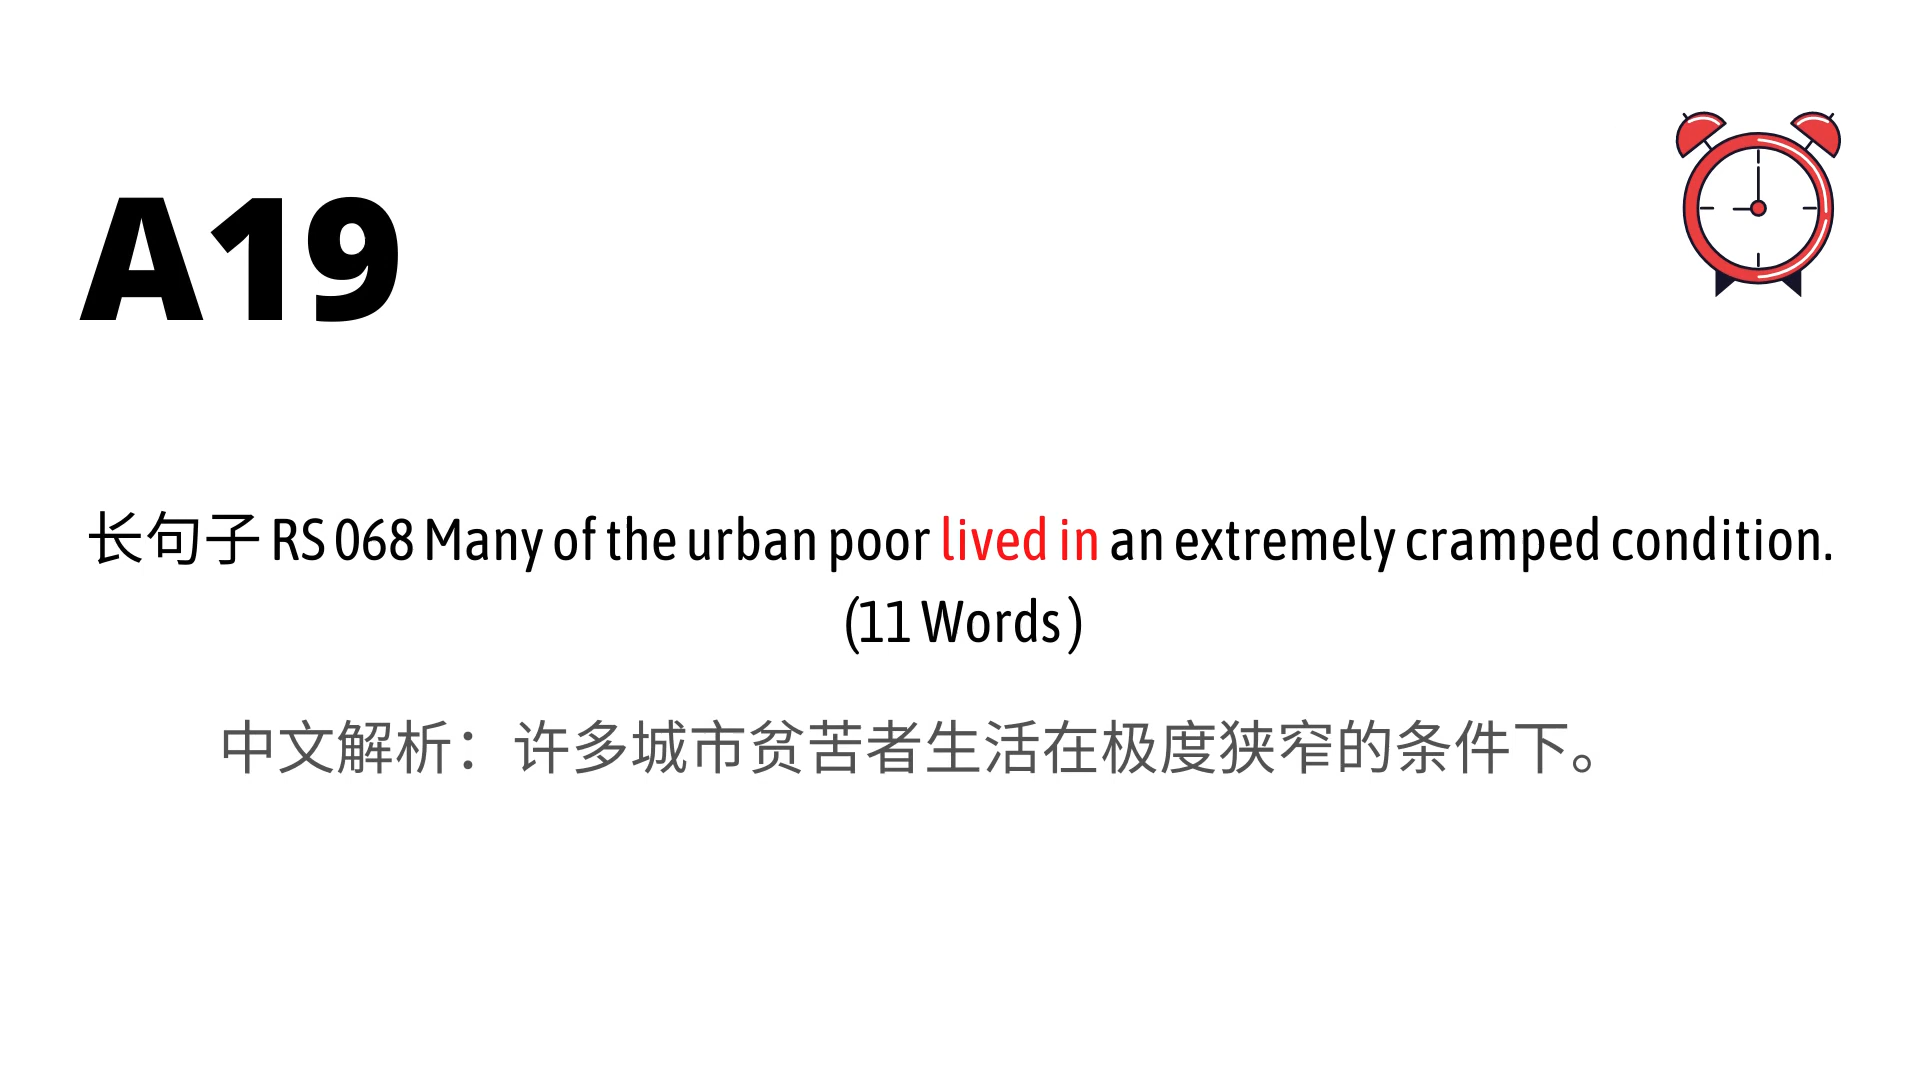 A19
长句子 RS 068 Many of the urban poor lived in an extremely cramped condition.
(11 Words )
中文解析：许多城市贫苦者生活在极度狭窄的条件下。